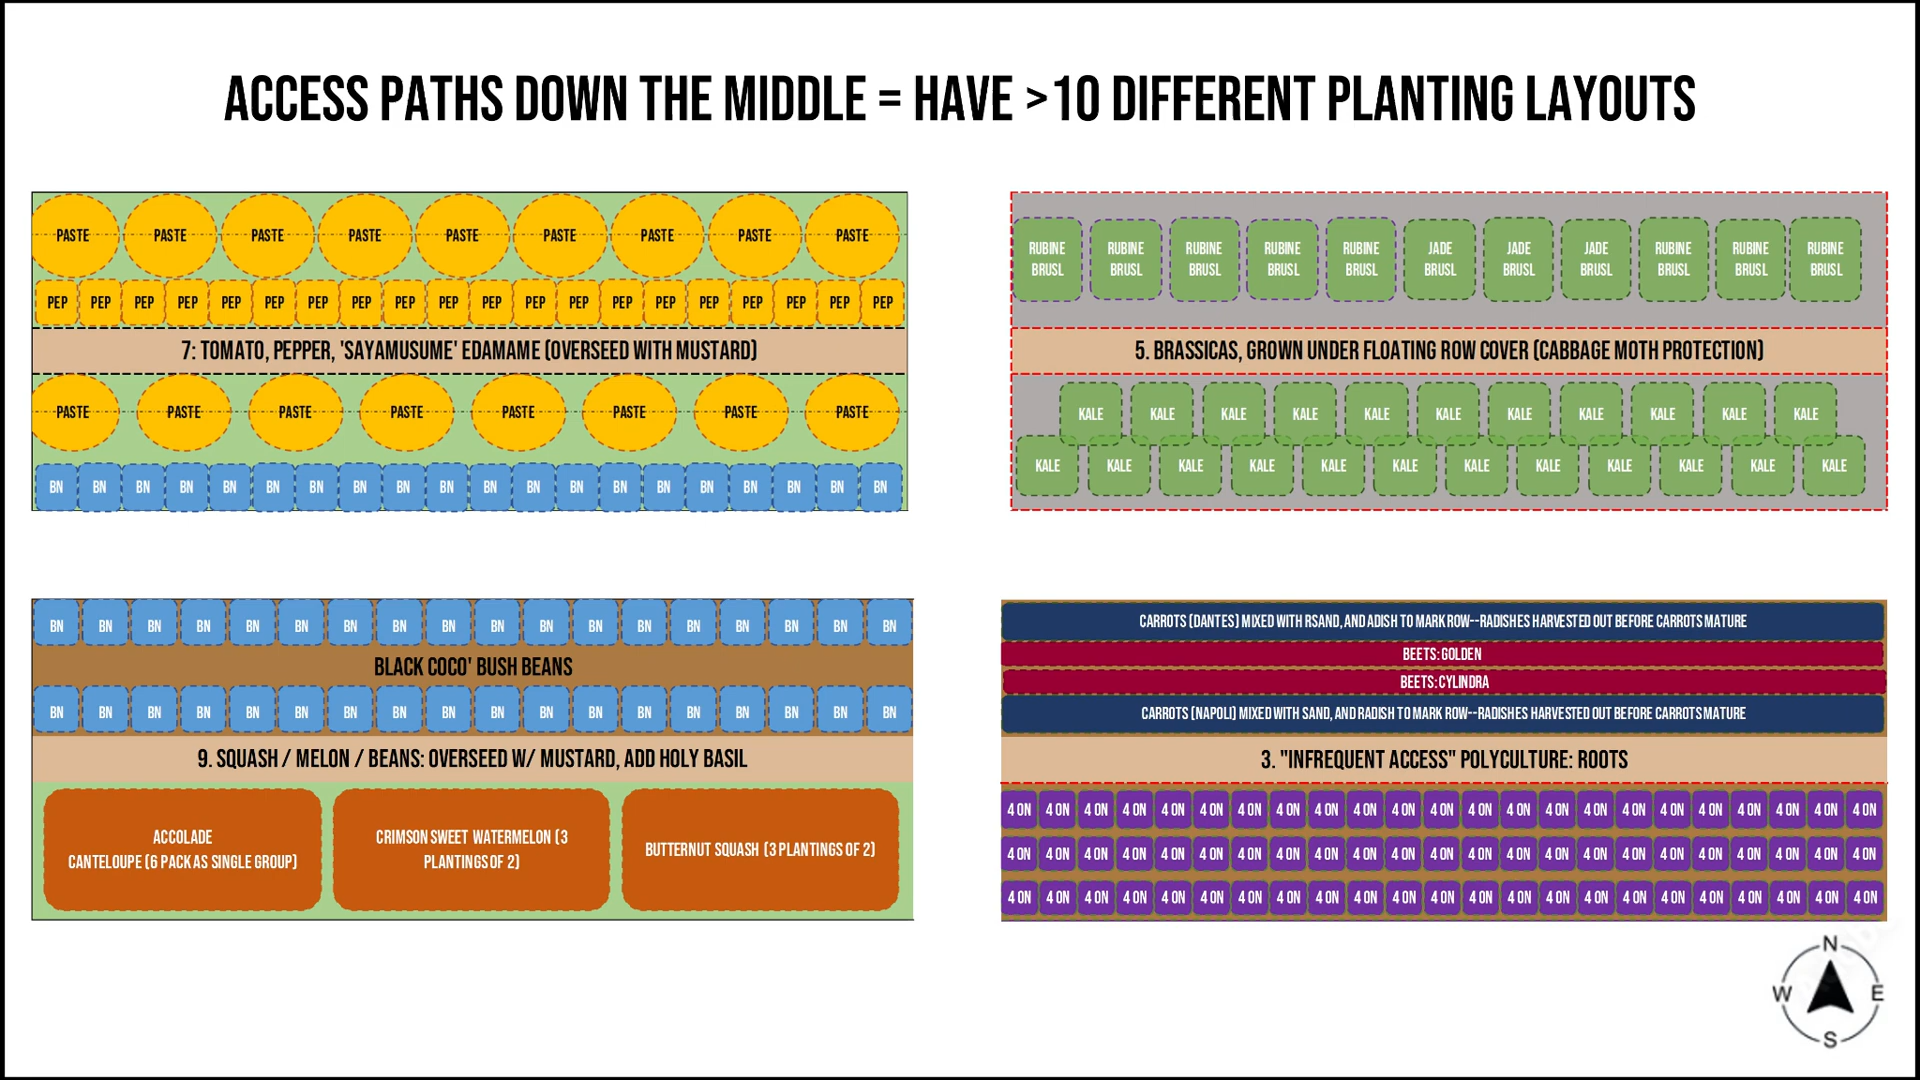 ACCESS PATHS DOWN THE MIDDLE = HAVE >10 DIFFERENT PLANTING LAYOUTS
PASTE PASTE PASTE PASTE PASTE PASTE PASTE PASTE PASTE
PEP PEP PEP PEP PEP PEP PEP PEP PEP PEP PEP PEP PEP PEP PEP PEP PEP PEP PEP PEP
7: TOMATO, PEPPER, 'SAYAMUSUME' EDAMAME (OVERSEED WITH MUSTARD)
PASTE PASTE PASTE PASTE PASTE PASTE PASTE PASTE
BN BN BN BN BN BN BN BN BN BN BN BN BN BN BN BN BN BN BN BN
RUBINE RUBINE RUBINE RUBINE RUBINE JADE JADE JADE RUBINE RUBINE RUBINE
BRUSL BRUSL BRUSL BRUSL BRUSL BRUSL BRUSL BRUSL BRUSL BRUSL BRUSL
5. BRASSICAS, GROWN UNDER FLOATING ROW COVER (CABBAGE MOTH PROTECTION)
KALE KALE KALE KALE KALE KALE KALE KALE KALE KALE KALE
KALE KALE KALE KALE KALE KALE KALE KALE KALE KALE KALE KALE
BN BN BN BN BN BN BN BN BN BN BN BN BN BN BN BN BN BN
BLACK COCO' BUSH BEANS
BN BN BN BN BN BN BN BN BN BN BN BN BN BN BN BN BN BN
9. SQUASH / MELON / BEANS: OVERSEED W/ MUSTARD, ADD HOLY BASIL
ACCOLADE
CANTELOUPE (6 PACK AS SINGLE GROUP)
CRIMSON SWEET WATERMELON (3
PLANTINGS OF 2)
BUTTERNUT SQUASH (3 PLANTINGS OF 2)
CARROTS (DANTES) MIXED WITH RSAND, AND ADISH TO MARK ROW--RADISHES HARVESTED OUT BEFORE CARROTS MATURE
BEETS: GOLDEN
BEETS: CYLINDRA
CARROTS (NAPOLI) MIXED WITH SAND, AND RADISH TO MARK ROW--RADISHES HARVESTED OUT BEFORE CARROTS MATURE
3. "INFREQUENT ACCESS" POLYCULTURE: ROOTS
4 ON 4 ON 4 ON 4 ON 4 ON 4 ON 4 ON 4 ON 4 ON 4 ON 4 ON 4 ON 4 ON 4 ON 4 ON 4 ON 4 ON 4 ON 4 ON 4 ON 4 ON 4 ON 4 ON
4 ON 4 ON 4 ON 4 ON 4 ON 4 ON 4 ON 4 ON 4 ON 4 ON 4 ON 4 ON 4 ON 4 ON 4 ON 4 ON 4 ON 4 ON 4 ON 4 ON 4 ON 4 ON 4 ON
4 ON 4 ON 4 ON 4 ON 4 ON 4 ON 4 ON 4 ON 4 ON 4 ON 4 ON 4 ON 4 ON 4 ON 4 ON 4 ON 4 ON 4 ON 4 ON 4 ON 4 ON 4 ON 4 ON
N
W E
S